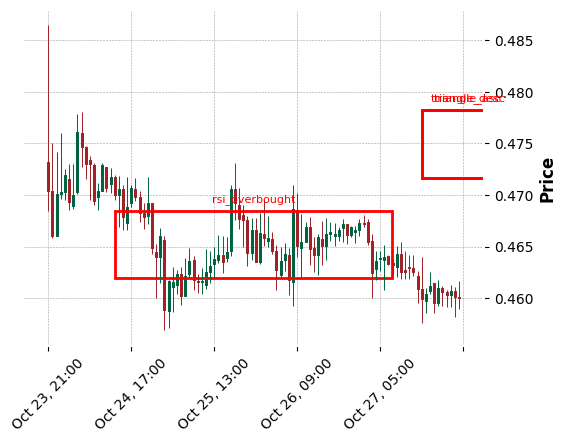 0.485
0.480
0.475
0.470
0.465
0.460
Price
rsi_overbought
Oct 23, 21:00
Oct 24, 17:00
Oct 25, 13:00
Oct 26, 09:00
Oct 27, 05:00